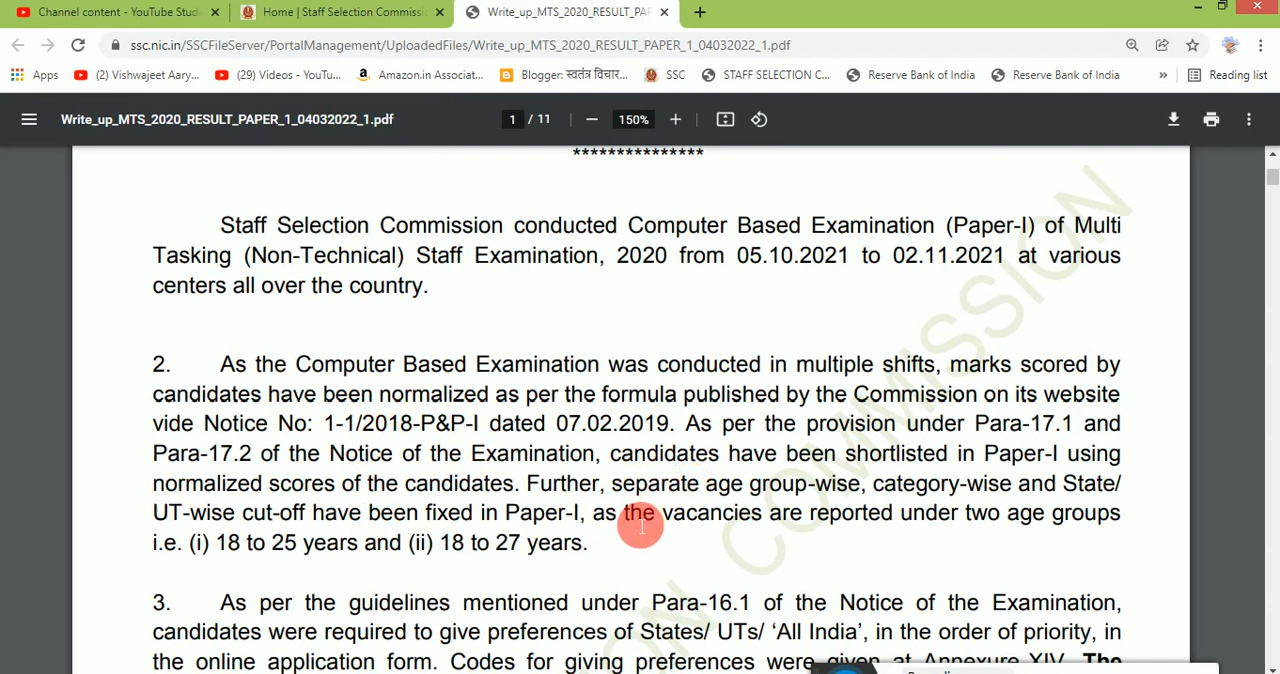 Channel content - YouTube Stud
Home | Staff Selection Commissi
Write_up_MTS_2020_RESULT_PAP
ssc.nic.in/SSCFileServer/PortalManagement/UploadedFiles/Write_up_MTS_2020_RESULT_PAPER_1_04032022_1.pdf
Apps (2) Vishwajeet Aary... (29) Videos - YouTu... Amazon.in Associat... Blogger: स्वतंत्र विचार... SSC STAFF SELECTION C... Reserve Bank of India Reserve Bank of India » Reading list
Write_up_MTS_2020_RESULT_PAPER_1_04032022_1.pdf 1 / 11 — 150% +
***************
Staff Selection Commission conducted Computer Based Examination (Paper-I) of Multi
Tasking (Non-Technical) Staff Examination, 2020 from 05.10.2021 to 02.11.2021 at various
centers all over the country.
2. As the Computer Based Examination was conducted in multiple shifts, marks scored by
candidates have been normalized as per the formula published by the Commission on its website
vide Notice No: 1-1/2018-P&P-I dated 07.02.2019. As per the provision under Para-17.1 and
Para-17.2 of the Notice of the Examination, candidates have been shortlisted in Paper-I using
normalized scores of the candidates. Further, separate age group-wise, category-wise and State/
UT-wise cut-off have been fixed in Paper-I, as the vacancies are reported under two age groups
i.e. (i) 18 to 25 years and (ii) 18 to 27 years.
3. As per the guidelines mentioned under Para-16.1 of the Notice of the Examination,
candidates were required to give preferences of States/ UTs/ ‘All India’, in the order of priority, in
the online application form. Codes for giving preferences were given at Annexure-XIV. The
ON COMMISSION